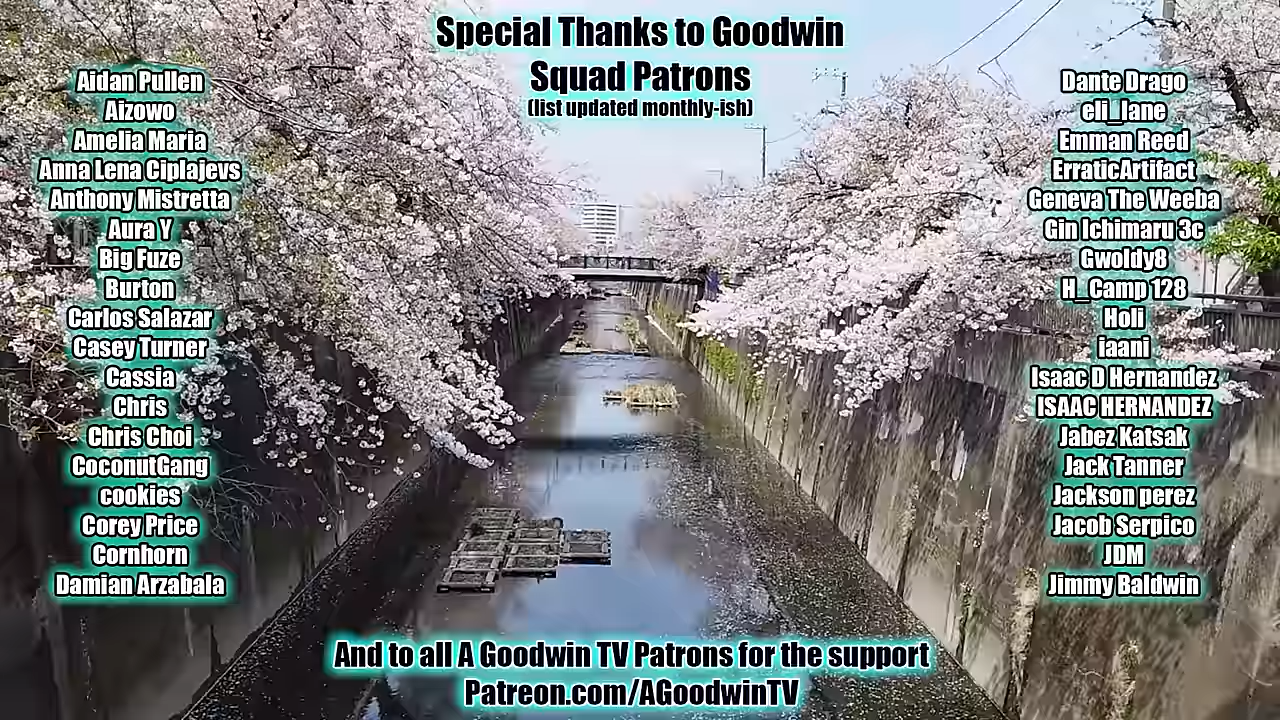 Special Thanks to Goodwin
Squad Patrons
(list updated monthly-ish)
Aidan Pullen
Aizowo
Amelia Maria
Anna Lena Ciplajevs
Anthony Mistretta
Aura Y
Big Fuze
Burton
Carlos Salazar
Casey Turner
Cassia
Chris
Chris Choi
CoconutGang
cookies
Corey Price
Cornhorn
Damian Arzabala
Dante Drago
eli_lane
Emman Reed
ErraticArtifact
Geneva The Weeba
Gin Ichimaru 3c
Gwoldy8
H_Camp 128
Holi
iaani
Isaac D Hernandez
ISAAC HERNANDEZ
Jabez Katsak
Jack Tanner
Jackson perez
Jacob Serpico
JDM
Jimmy Baldwin
And to all A Goodwin TV Patrons for the support
Patreon.com/AGoodwinTV